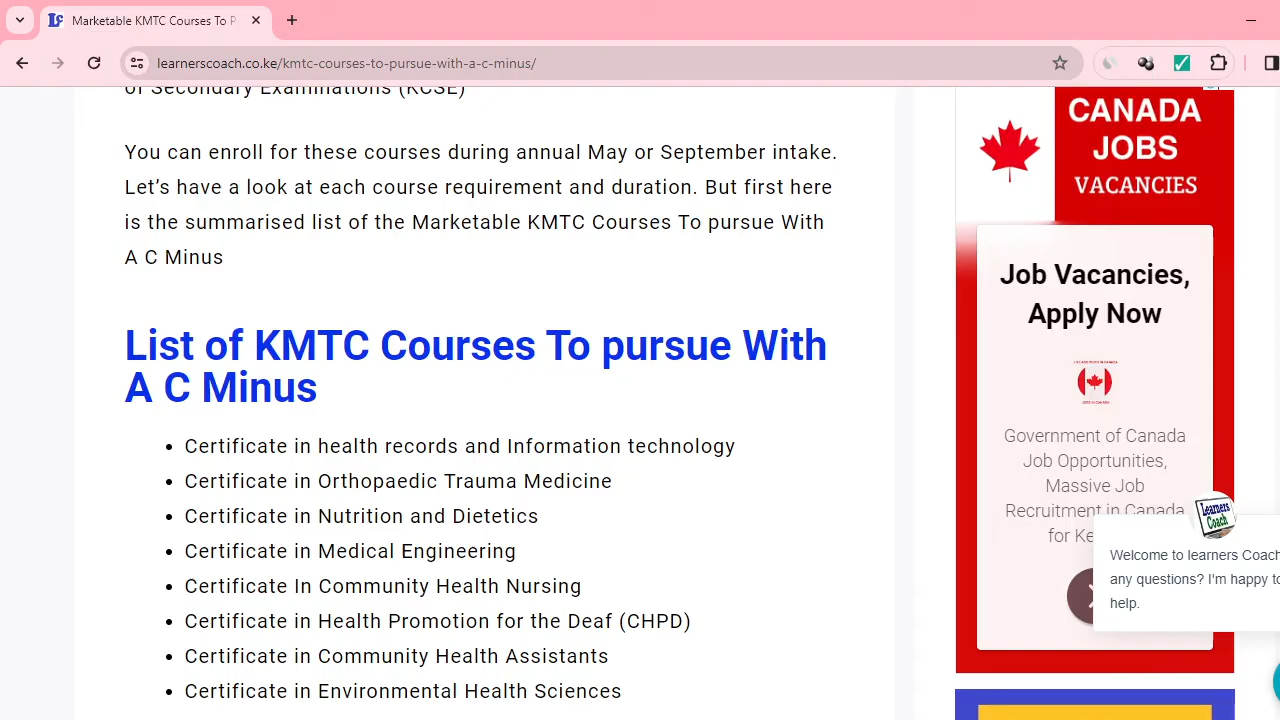 Marketable KMTC Courses To P
learnerscoach.co.ke/kmtc-courses-to-pursue-with-a-c-minus/
of Secondary Examinations (KCSE)
You can enroll for these courses during annual May or September intake.
Let’s have a look at each course requirement and duration. But first here
is the summarised list of the Marketable KMTC Courses To pursue With
A C Minus
List of KMTC Courses To pursue With
A C Minus
Certificate in health records and Information technology
Certificate in Orthopaedic Trauma Medicine
Certificate in Nutrition and Dietetics
Certificate in Medical Engineering
Certificate In Community Health Nursing
Certificate in Health Promotion for the Deaf (CHPD)
Certificate in Community Health Assistants
Certificate in Environmental Health Sciences
CANADA
JOBS
VACANCIES
Job Vacancies,
Apply Now
Government of Canada
Job Opportunities,
Massive Job
Recruitment in Canada
for Ke
Learners
Coach
Welcome to learners Coach
any questions? I'm happy to
help.